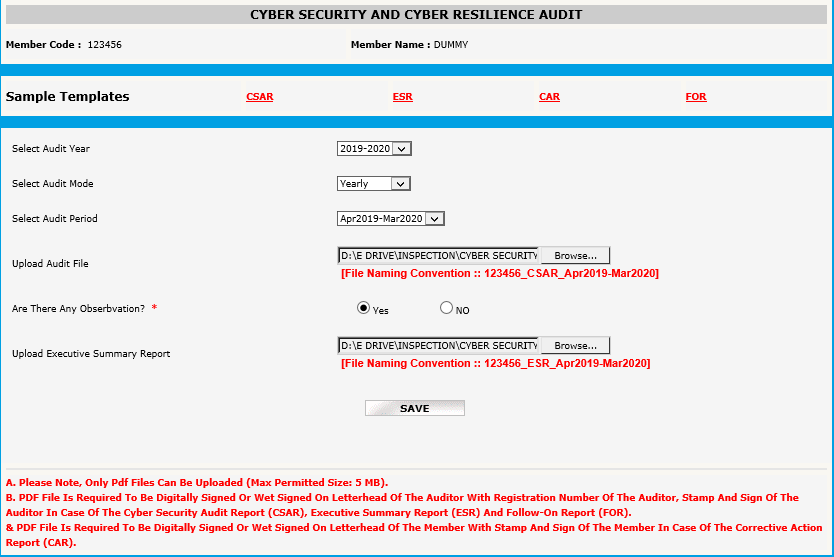 CYBER SECURITY AND CYBER RESILIENCE AUDIT
Member Code : 123456 Member Name : DUMMY
Sample Templates CSAR ESR CAR FOR
Select Audit Year 2019-2020
Select Audit Mode Yearly
Select Audit Period Apr2019-Mar2020
Upload Audit File D:\E DRIVE\INSPECTION\CYBER SECURITY Browse...
[File Naming Convention :: 123456_CSAR_Apr2019-Mar2020]
Are There Any Obserbvation? * Yes NO
Upload Executive Summary Report D:\E DRIVE\INSPECTION\CYBER SECURITY Browse...
[File Naming Convention :: 123456_ESR_Apr2019-Mar2020]
SAVE
A. Please Note, Only Pdf Files Can Be Uploaded (Max Permitted Size: 5 MB).
B. PDF File Is Required To Be Digitally Signed Or Wet Signed On Letterhead Of The Auditor With Registration Number Of The Auditor, Stamp And Sign Of The
Auditor In Case Of The Cyber Security Audit Report (CSAR), Executive Summary Report (ESR) And Follow-On Report (FOR).
& PDF File Is Required To Be Digitally Signed Or Wet Signed On Letterhead Of The Member With Stamp And Sign Of The Member In Case Of The Corrective Action
Report (CAR).